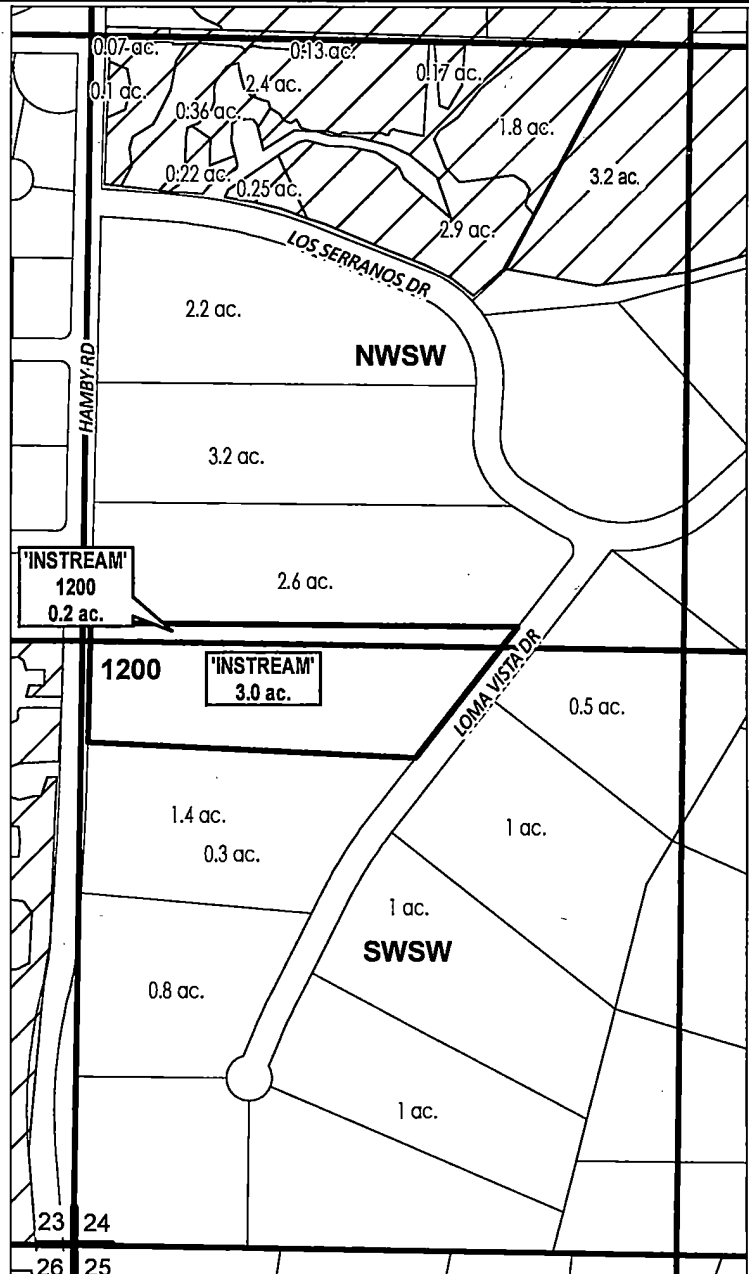 0.07 ac.
0.13 ac.
0.17 ac.
0.1 ac.
2.4 ac.
0.36 ac.
1.8 ac.
0.22 ac.
0.25 ac.
3.2 ac.
2.9 ac.
LOS SERRANOS DR
2.2 ac.
NWSW
HAMBY RD
3.2 ac.
'INSTREAM'
1200
0.2 ac.
2.6 ac.
1200
'INSTREAM'
3.0 ac.
LOMA VISTA DR
0.5 ac.
1.4 ac.
0.3 ac.
1 ac.
1 ac.
SWSW
0.8 ac.
1 ac.
23 24
26 25